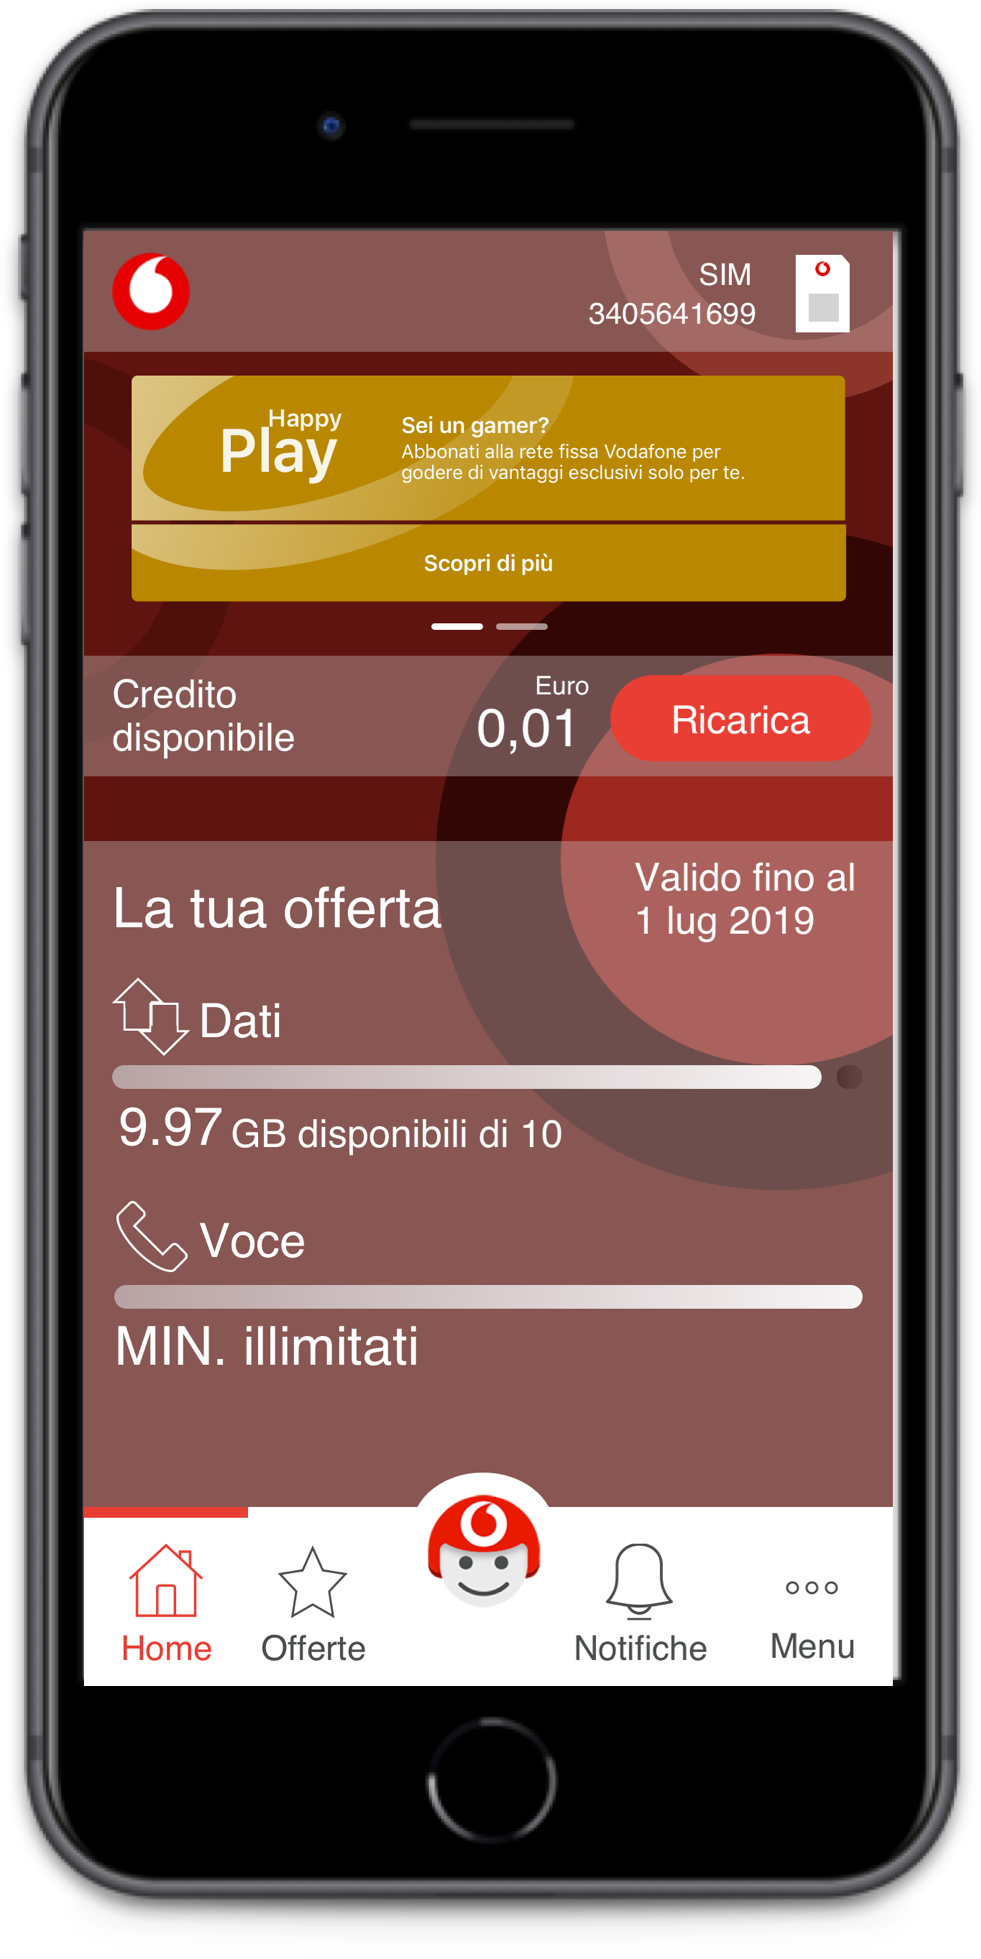 SIM
3405641699
Happy
Play
Sei un gamer?
Abbonati alla rete fissa Vodafone per
godere di vantaggi esclusivi solo per te.
Scopri di più
Credito
disponibile
Euro
0,01
Ricarica
La tua offerta
Valido fino al
1 lug 2019
Dati
9.97 GB disponibili di 10
Voce
MIN. illimitati
Home
Offerte
Notifiche
Menu